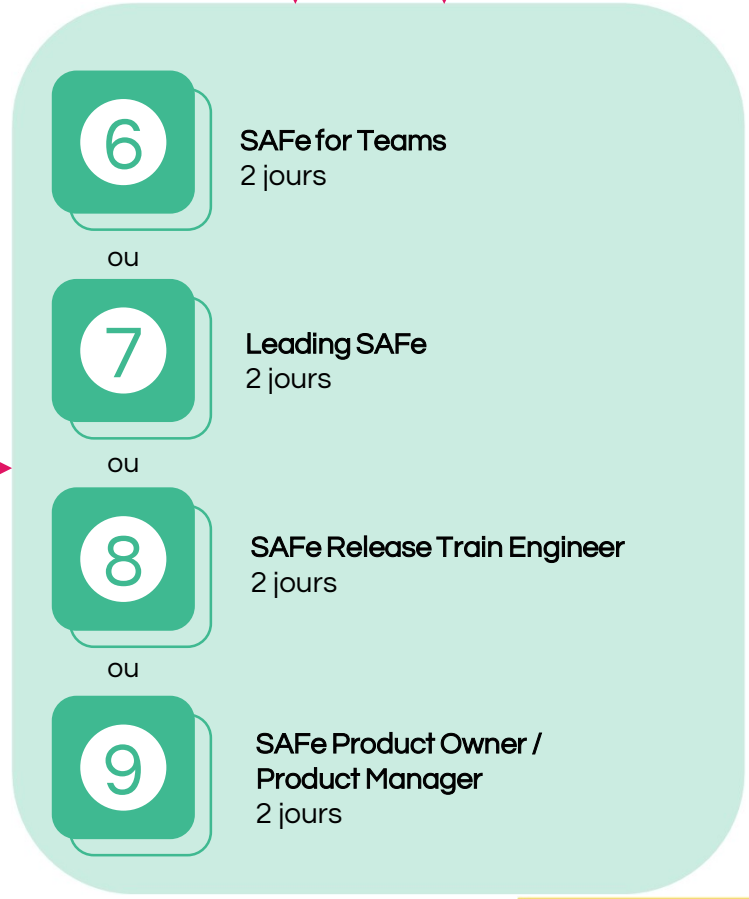 6
SAFe for Teams
2 jours
ou
7
Leading SAFe
2 jours
ou
8
SAFe Release Train Engineer
2 jours
ou
9
SAFe Product Owner /
Product Manager
2 jours